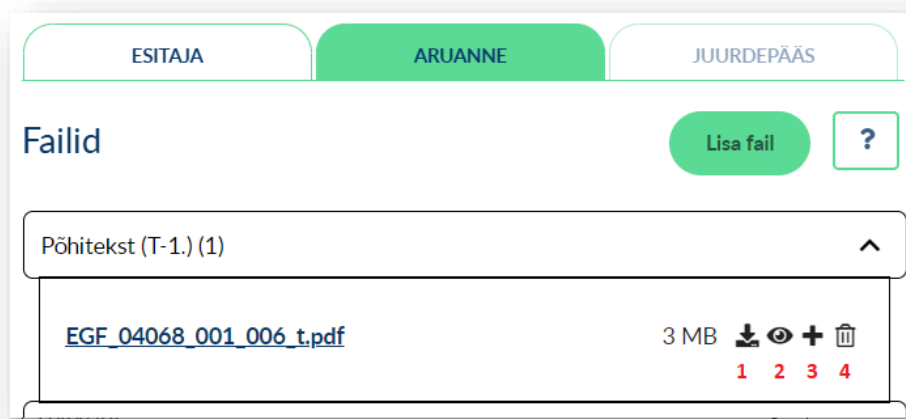 ESITAJA ARUANNE JUURDEPÄÄS
Failid Lisa fail ?
Põhitekst (T-1.) (1)
EGF_04068_001_006_t.pdf 3 MB
1 2 3 4